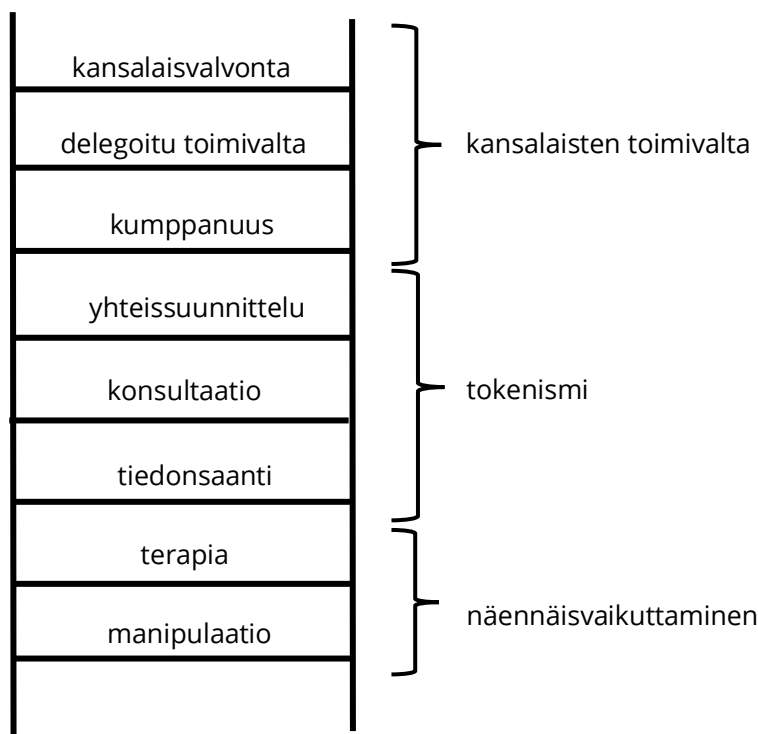 kansalaisvalvonta
delegoitu toimivalta
kansalaisten toimivalta
kumppanuus
yhteissuunnittelu
konsultaatio
tokenismi
tiedonsaanti
terapia
näennäisvaikuttaminen
manipulaatio